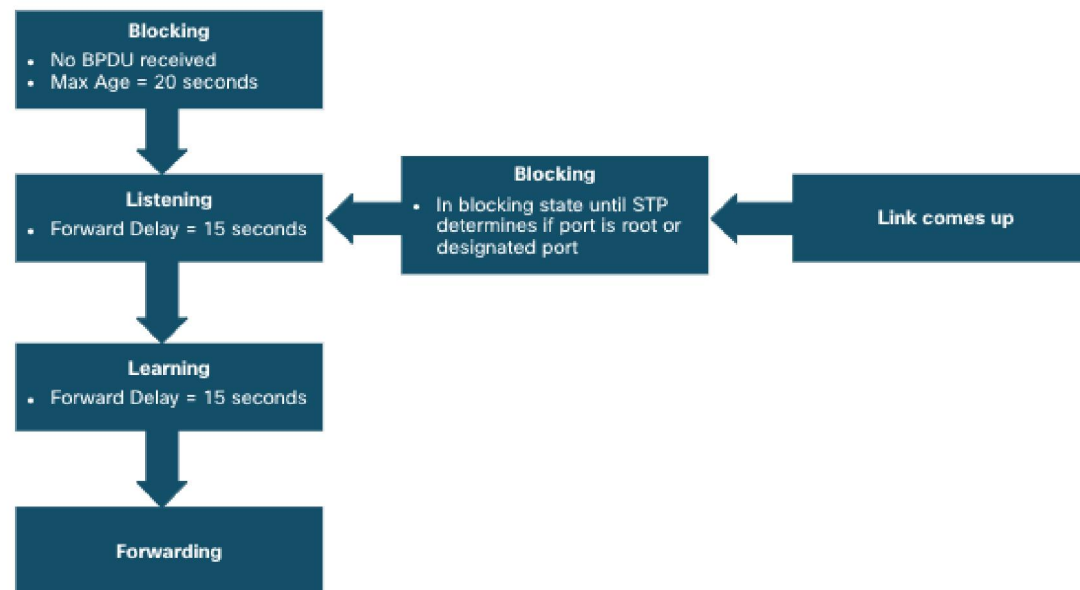 Blocking
• No BPDU received
• Max Age = 20 seconds
Listening
• Forward Delay = 15 seconds
Blocking
• In blocking state until STP
determines if port is root or
designated port
Link comes up
Learning
• Forward Delay = 15 seconds
Forwarding